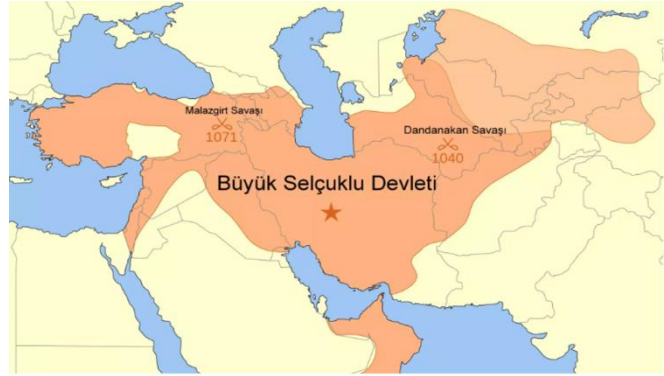 Malazgirt Savaşı
1071
Dandanakan Savaşı
1040
Büyük Selçuklu Devleti